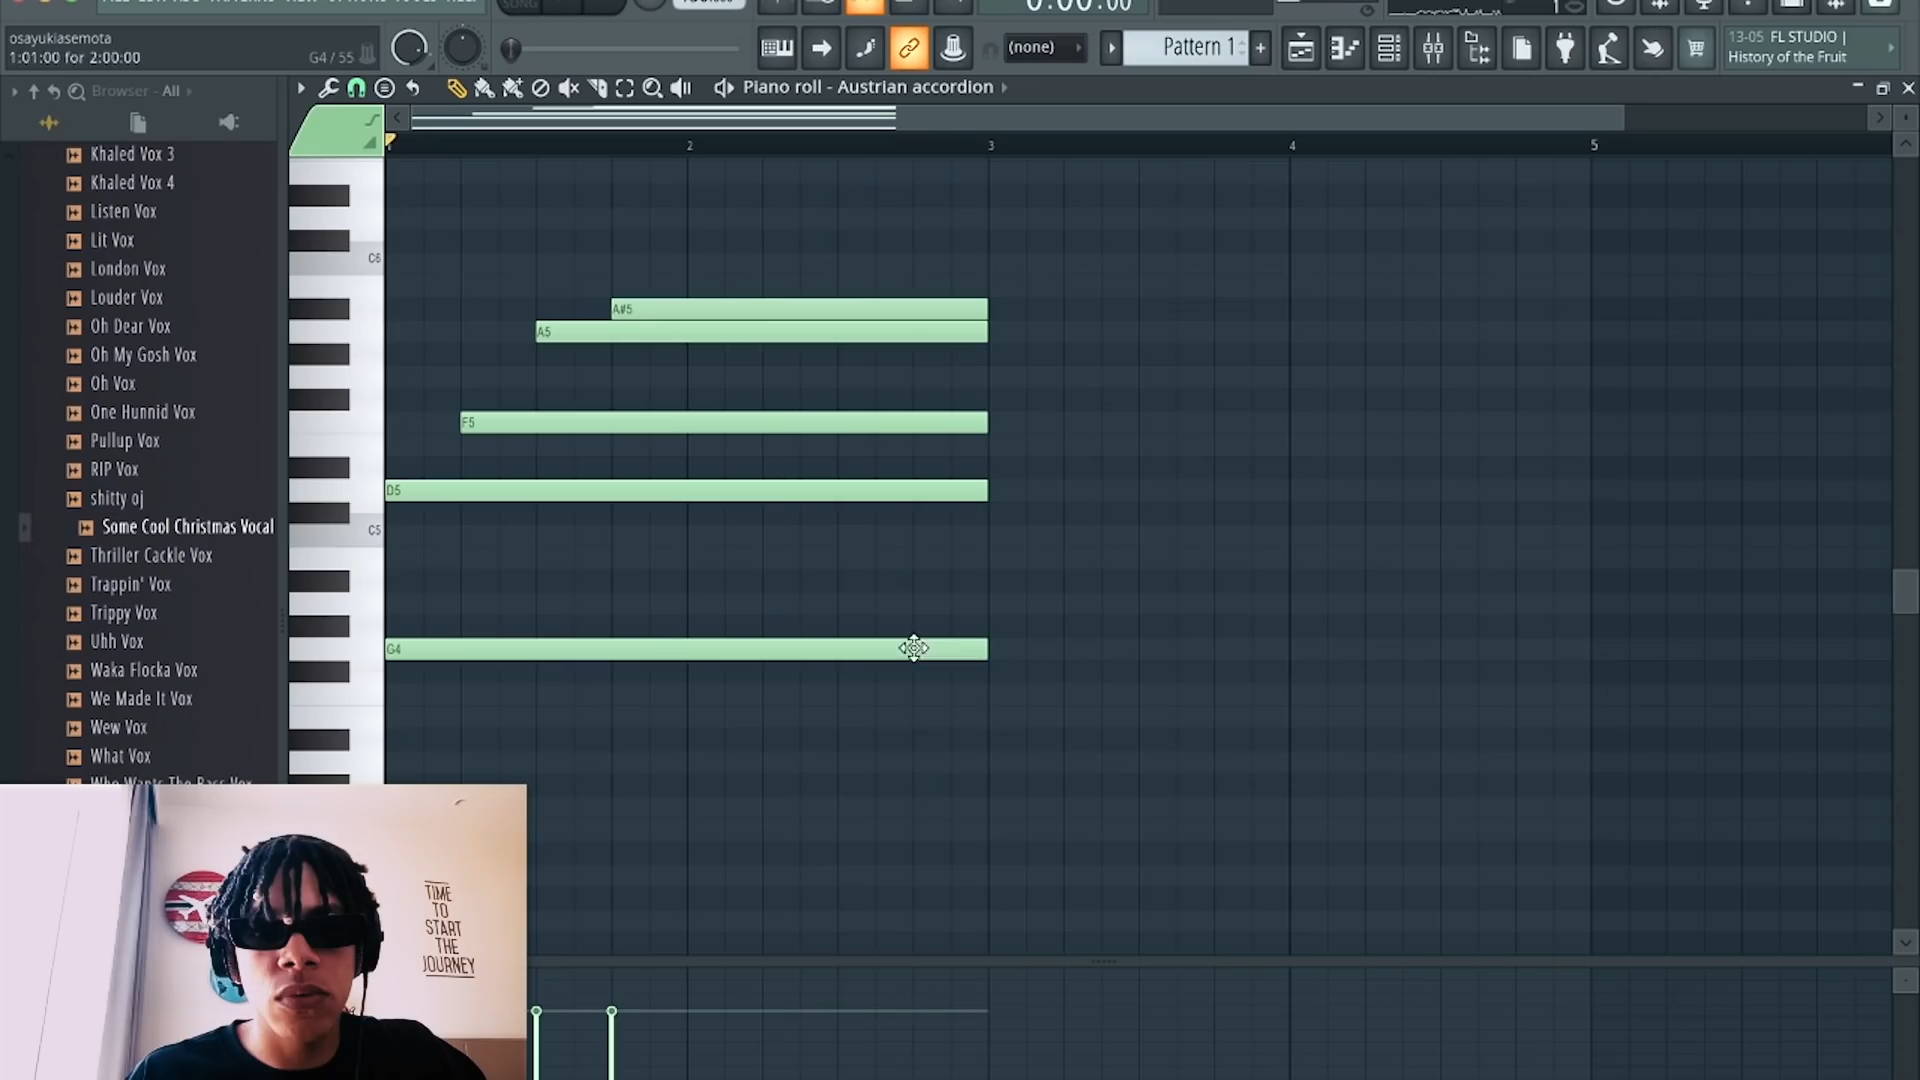 osayukiasemota
1:01:00 for 2:00:00
G4 / 55
(none)
Pattern 1
13-05 FL STUDIO |
History of the Fruit
Browser - All
Piano roll - Austrian accordion
2
3
4
5
Khaled Vox 3
Khaled Vox 4
Listen Vox
Lit Vox
London Vox
Louder Vox
Oh Dear Vox
Oh My Gosh Vox
Oh Vox
One Hunnid Vox
Pullup Vox
RIP Vox
shitty oj
Some Cool Christmas Vocal
Thriller Cackle Vox
Trappin' Vox
Trippy Vox
Uhh Vox
Waka Flocka Vox
We Made It Vox
Wew Vox
What Vox
Who Wants The Bass Vox
C6
C5
A#5
A5
F5
D5
G4
TIME
TO
START
THE
JOURNEY